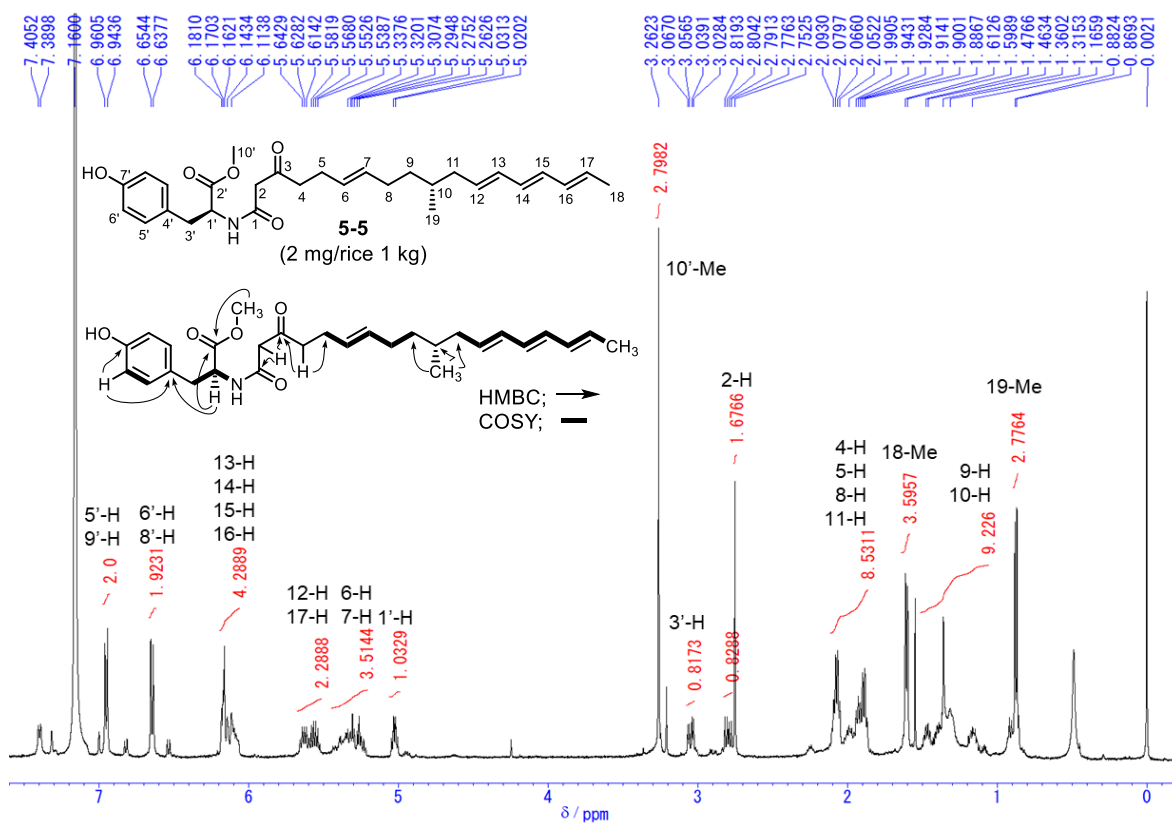 7.4052
7.3898
7.1600
6.9605
6.9436
6.6544
6.6377
6.1810
6.1703
6.1621
6.1434
6.1138
5.6429
5.6282
5.6142
5.5819
5.5680
5.5526
5.5387
5.3376
5.3201
5.3074
5.2948
5.2752
5.2626
5.0313
5.0202
3.2623
3.0670
3.0565
3.0391
3.0284
2.8193
2.8042
2.7913
2.7763
2.7525
2.0930
2.0797
2.0660
2.0522
1.9905
1.9431
1.9284
1.9141
1.9001
1.8867
1.6126
1.5989
1.4766
1.4634
1.3602
1.3153
1.1659
0.8824
0.8693
0.0021
10'
O
O
HO
7'
O
2'
2
3
4
5
6
7
8
9
10
11
12
13
14
15
16
17
18
19
6'
5'
4'
3'
1'
N
H
1
O
5-5
(2 mg/rice 1 kg)
CH3
O
O
HO
O
H
H
H
N
H
O
H
CH3
CH3
HMBC;
COSY;
2.7982
10'-Me
2-H
1.6766
19-Me
2.7764
4-H
5-H
8-H
11-H
8.5311
18-Me
3.5957
9-H
10-H
9.226
13-H
14-H
15-H
16-H
4.2889
5'-H
9'-H
2.0
6'-H
8'-H
1.9231
12-H
17-H
2.2888
6-H
7-H
3.5144
1'-H
1.0329
3'-H
0.8173
0.8288
7
6
5
4
3
2
1
0
δ / ppm